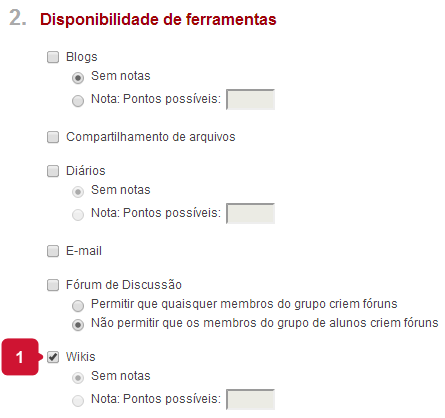 2. Disponibilidade de ferramentas
Blogs
Sem notas
Nota: Pontos possíveis:
Compartilhamento de arquivos
Diários
Sem notas
Nota: Pontos possíveis:
E-mail
Fórum de Discussão
Permitir que quaisquer membros do grupo criem fóruns
Não permitir que os membros do grupo de alunos criem fóruns
1 Wikis
Sem notas
Nota: Pontos possíveis: